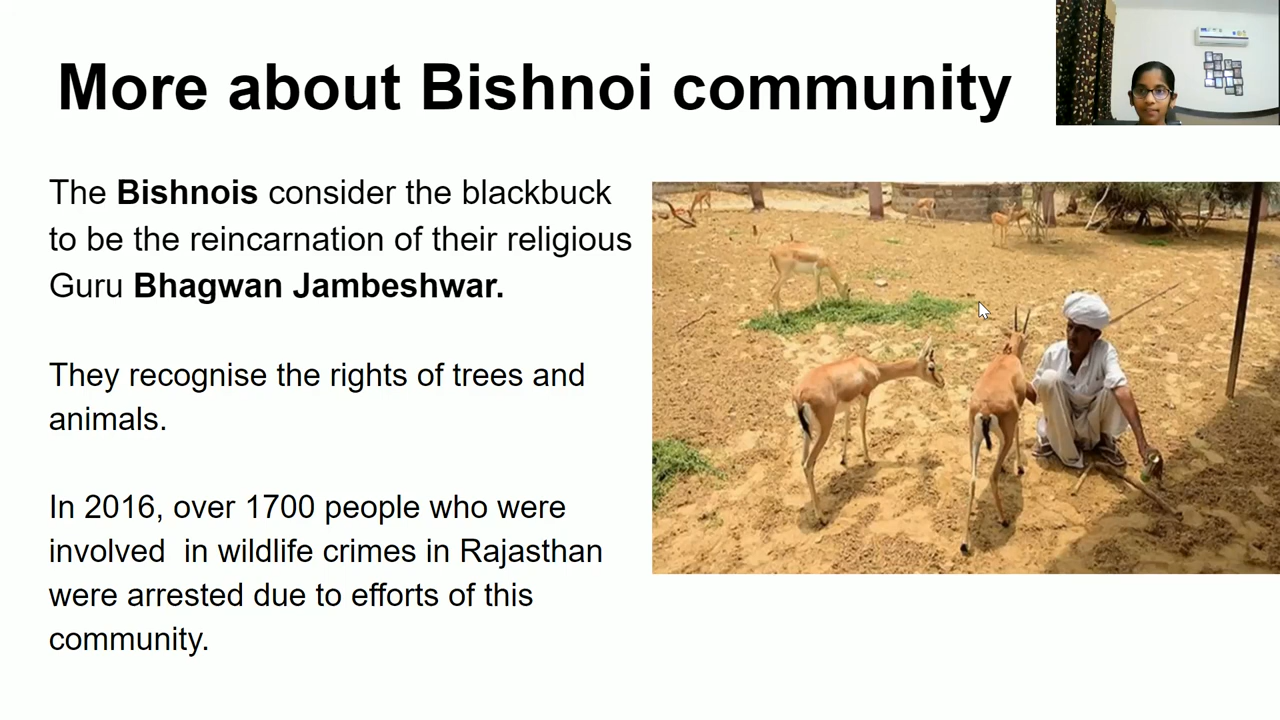 More about Bishnoi community
The Bishnois consider the blackbuck
to be the reincarnation of their religious
Guru Bhagwan Jambeshwar.
They recognise the rights of trees and
animals.
In 2016, over 1700 people who were
involved  in wildlife crimes in Rajasthan
were arrested due to efforts of this
community.